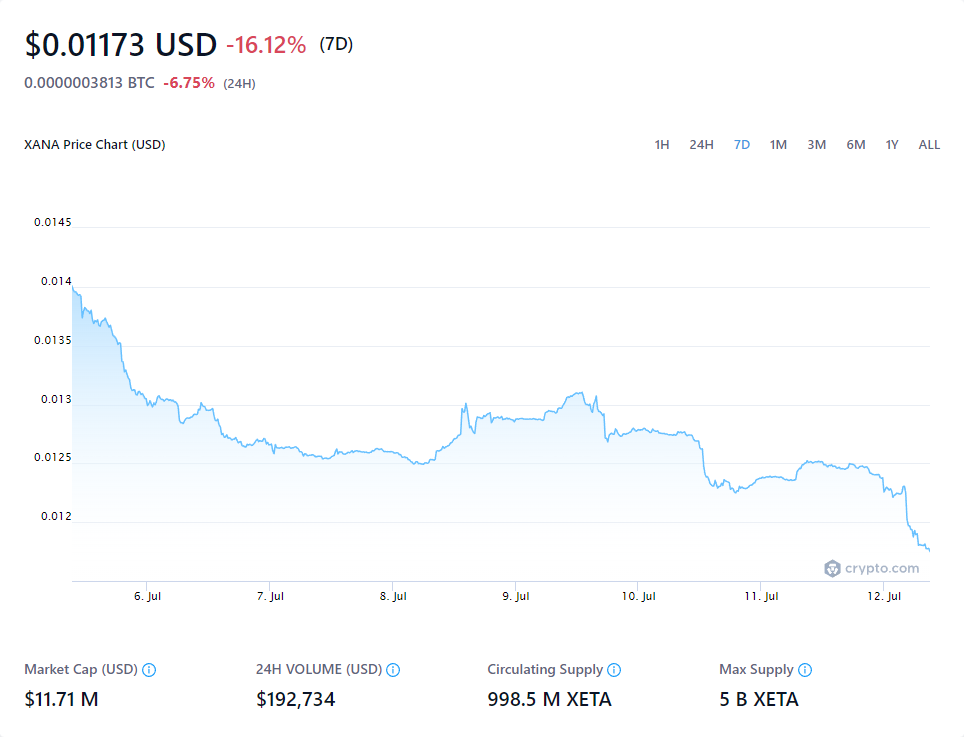 $0.01173 USD -16.12% (7D)
0.0000003813 BTC -6.75% (24H)
XANA Price Chart (USD) 1H 24H 7D 1M 3M 6M 1Y ALL
0.0145
0.014
0.0135
0.013
0.0125
0.012
crypto.com
6. Jul 7. Jul 8. Jul 9. Jul 10. Jul 11. Jul 12. Jul
Market Cap (USD) 24H VOLUME (USD) Circulating Supply Max Supply
$11.71 M $192,734 998.5 M XETA 5 B XETA